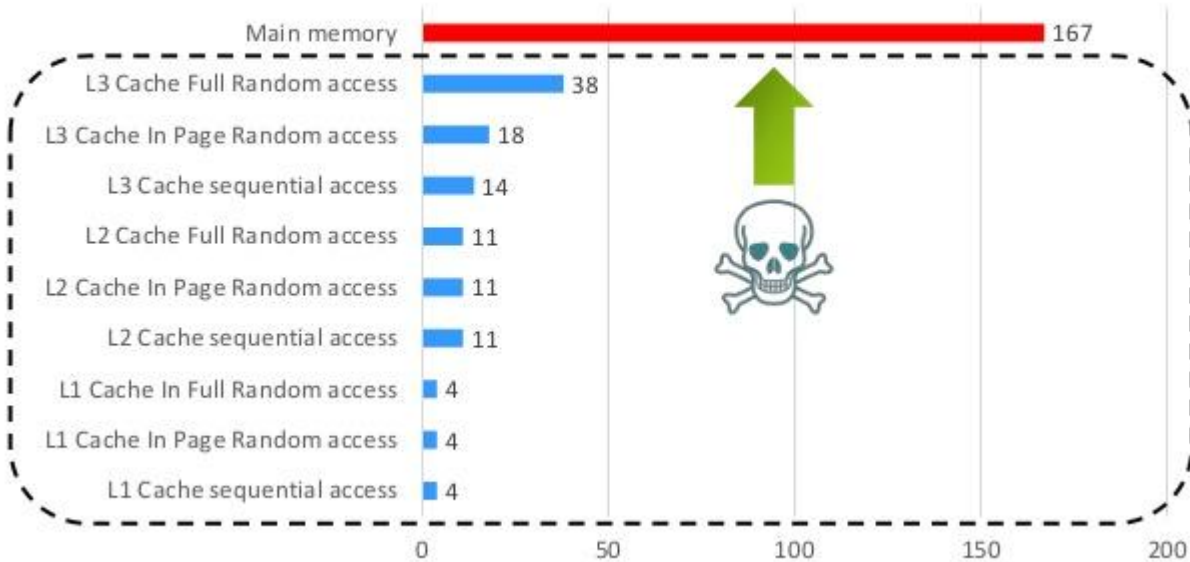 Main memory 167
L3 Cache Full Random access 38
L3 Cache In Page Random access 18
L3 Cache sequential access 14
L2 Cache Full Random access 11
L2 Cache In Page Random access 11
L2 Cache sequential access 11
L1 Cache In Full Random access 4
L1 Cache In Page Random access 4
L1 Cache sequential access 4
0 50 100 150 200